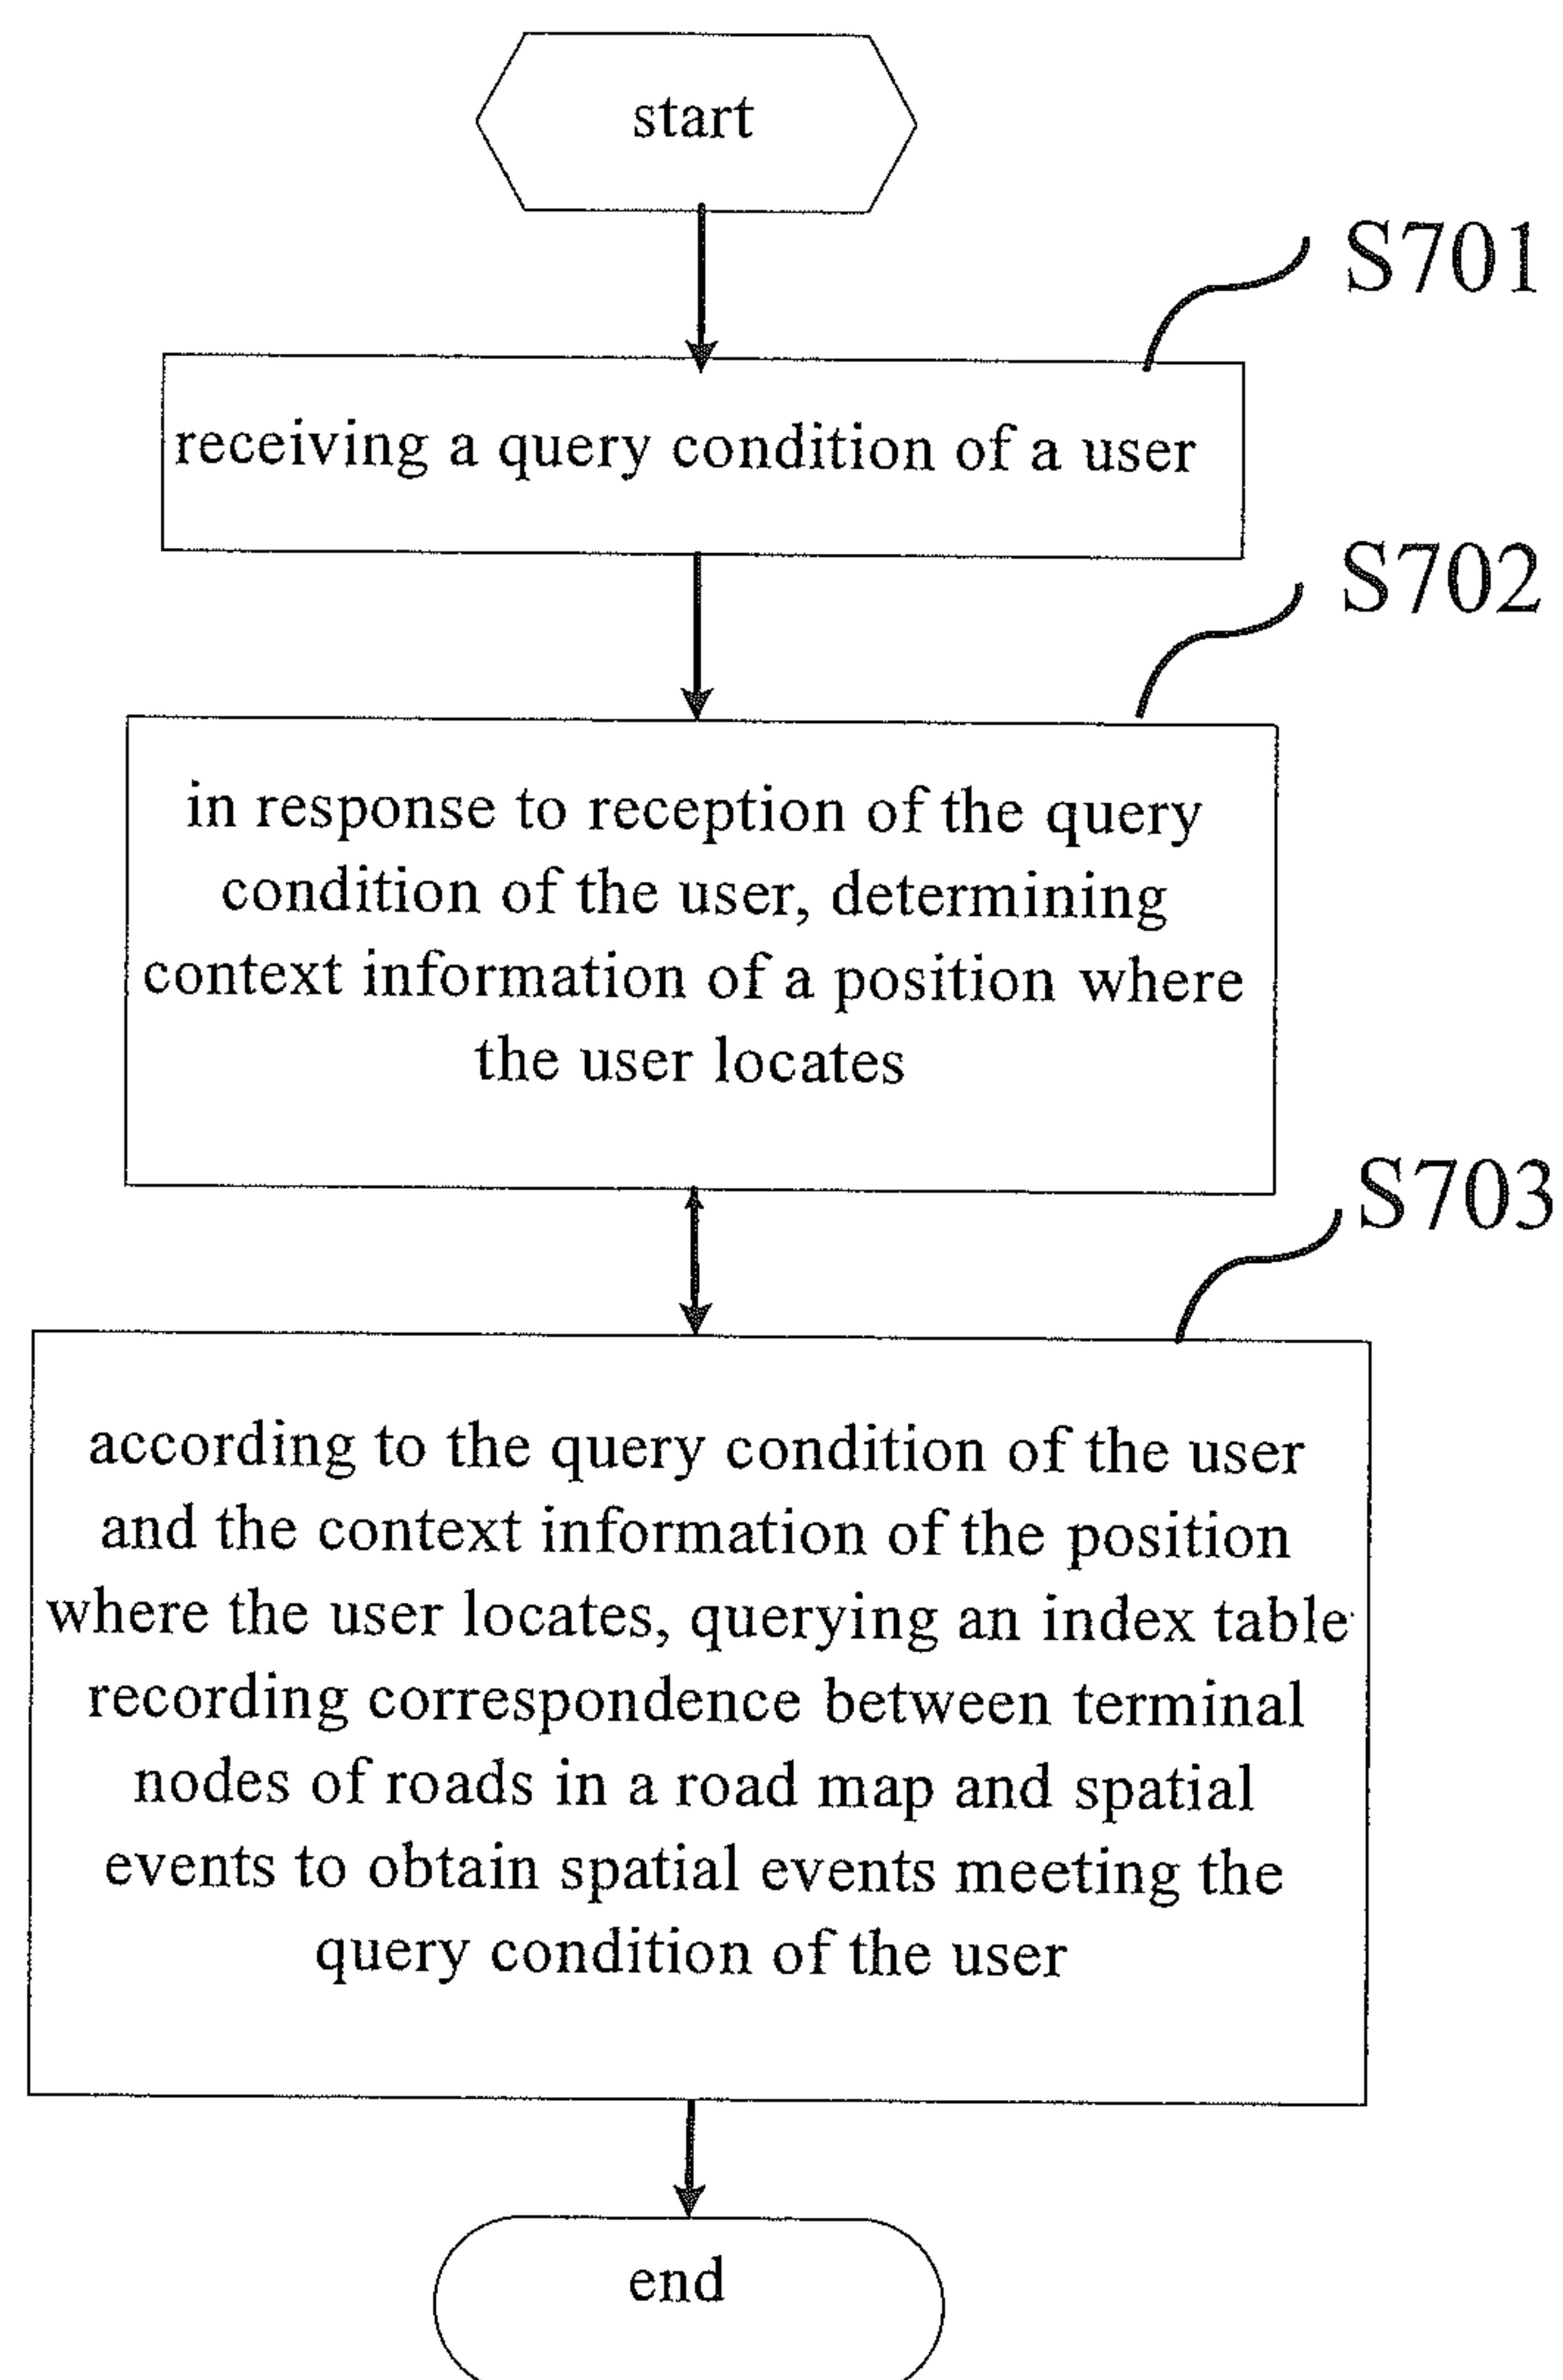 start
S701
receiving a query condition of a user
S702
in response to reception of the query
condition of the user, determining
context information of a position where
the user locates
S703
according to the query condition of the user
and the context information of the position
where the user locates, querying an index table
recording correspondence between terminal
nodes of roads in a road map and spatial
events to obtain spatial events meeting the
query condition of the user
end